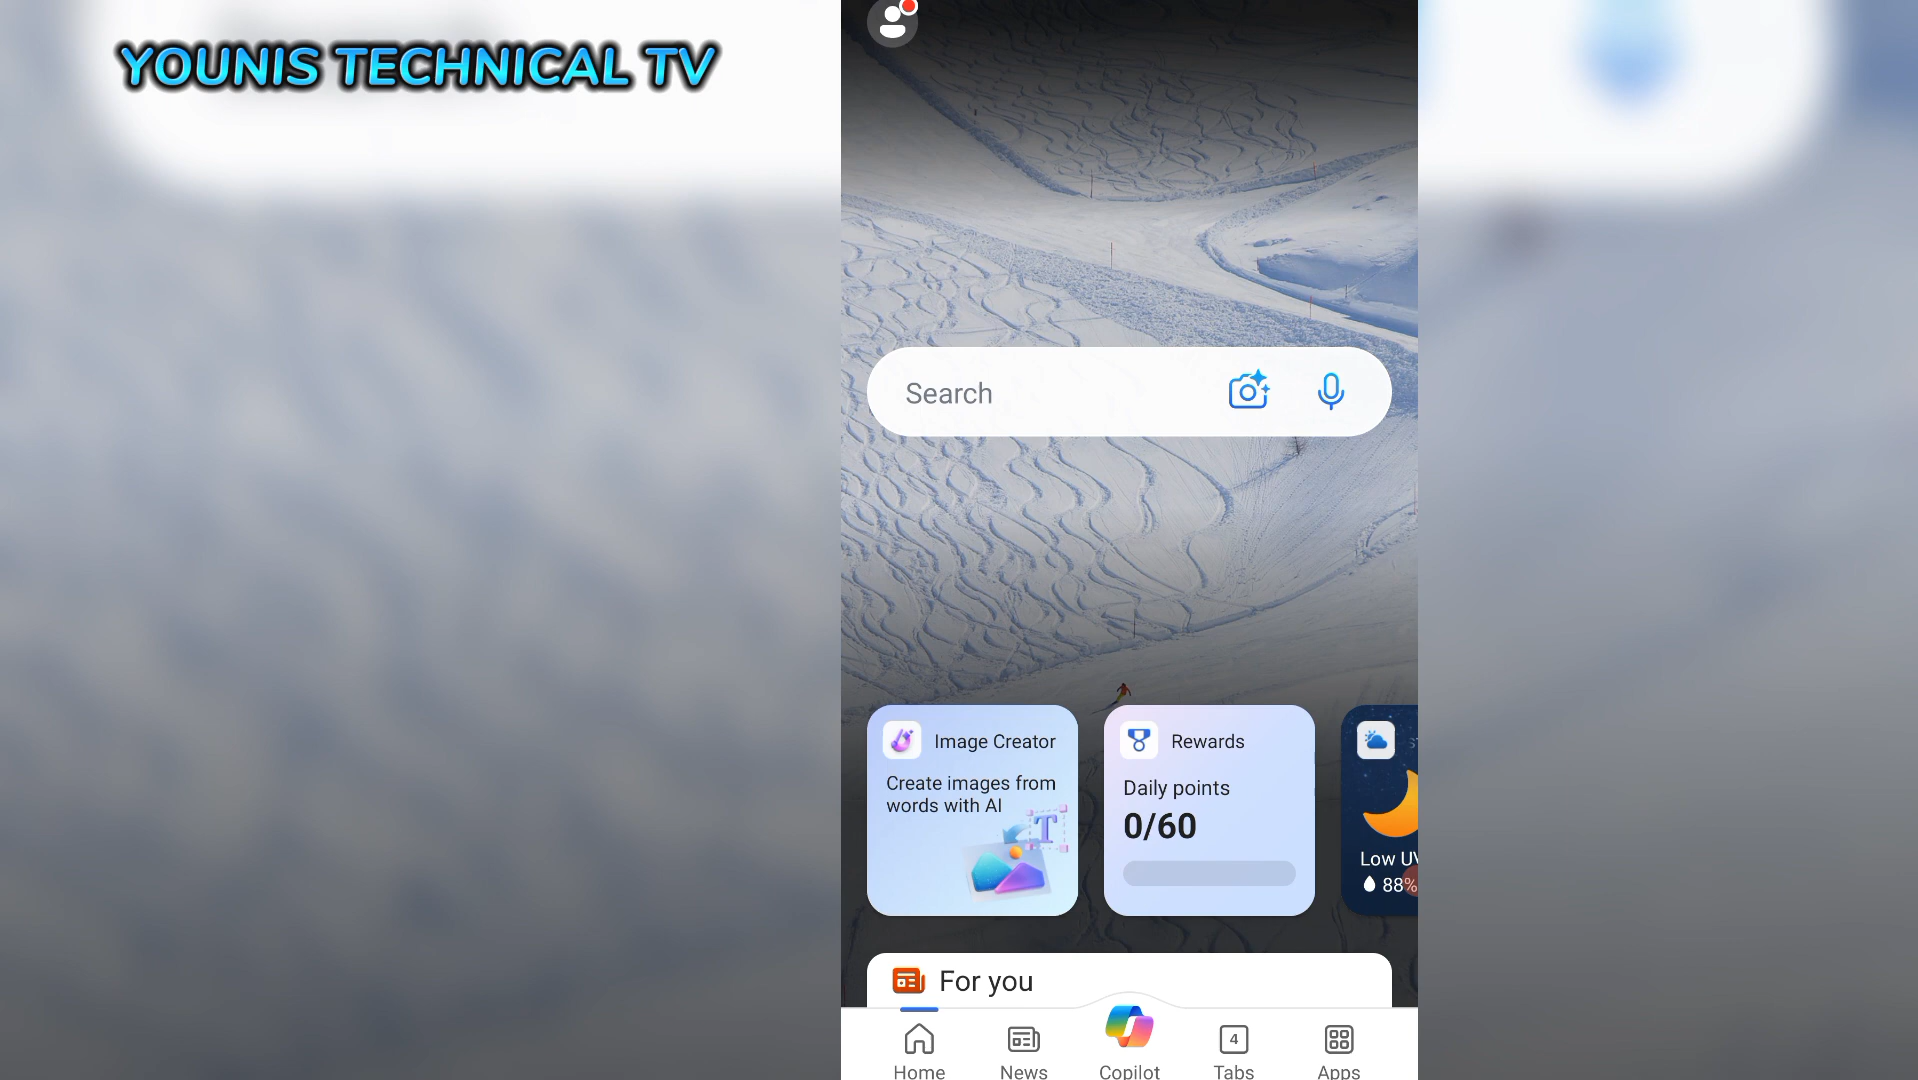 YOUNIS TECHNICAL TV
Search
Image Creator
Create images from
words with AI
Rewards
Daily points
0/60
Low UV
88%
For you
Home
News
Copilot
4
Tabs
Apps